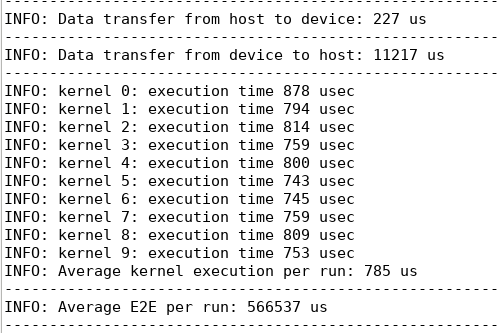 ------------------------------------------------------
INFO: Data transfer from host to device: 227 us
------------------------------------------------------
INFO: Data transfer from device to host: 11217 us
------------------------------------------------------
INFO: kernel 0: execution time 878 usec
INFO: kernel 1: execution time 794 usec
INFO: kernel 2: execution time 814 usec
INFO: kernel 3: execution time 759 usec
INFO: kernel 4: execution time 800 usec
INFO: kernel 5: execution time 743 usec
INFO: kernel 6: execution time 745 usec
INFO: kernel 7: execution time 759 usec
INFO: kernel 8: execution time 809 usec
INFO: kernel 9: execution time 753 usec
INFO: Average kernel execution per run: 785 us
------------------------------------------------------
INFO: Average E2E per run: 566537 us
------------------------------------------------------